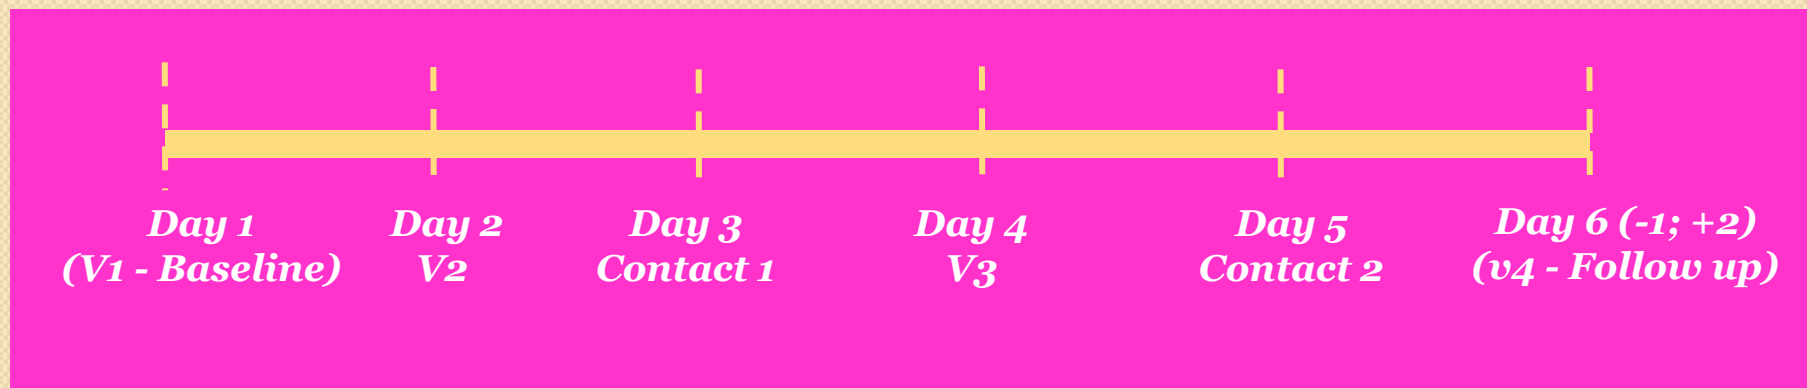 Day 1
(V1 - Baseline)
Day 2
V2
Day 3
Contact 1
Day 4
V3
Day 5
Contact 2
Day 6 (-1; +2)
(v4 - Follow up)